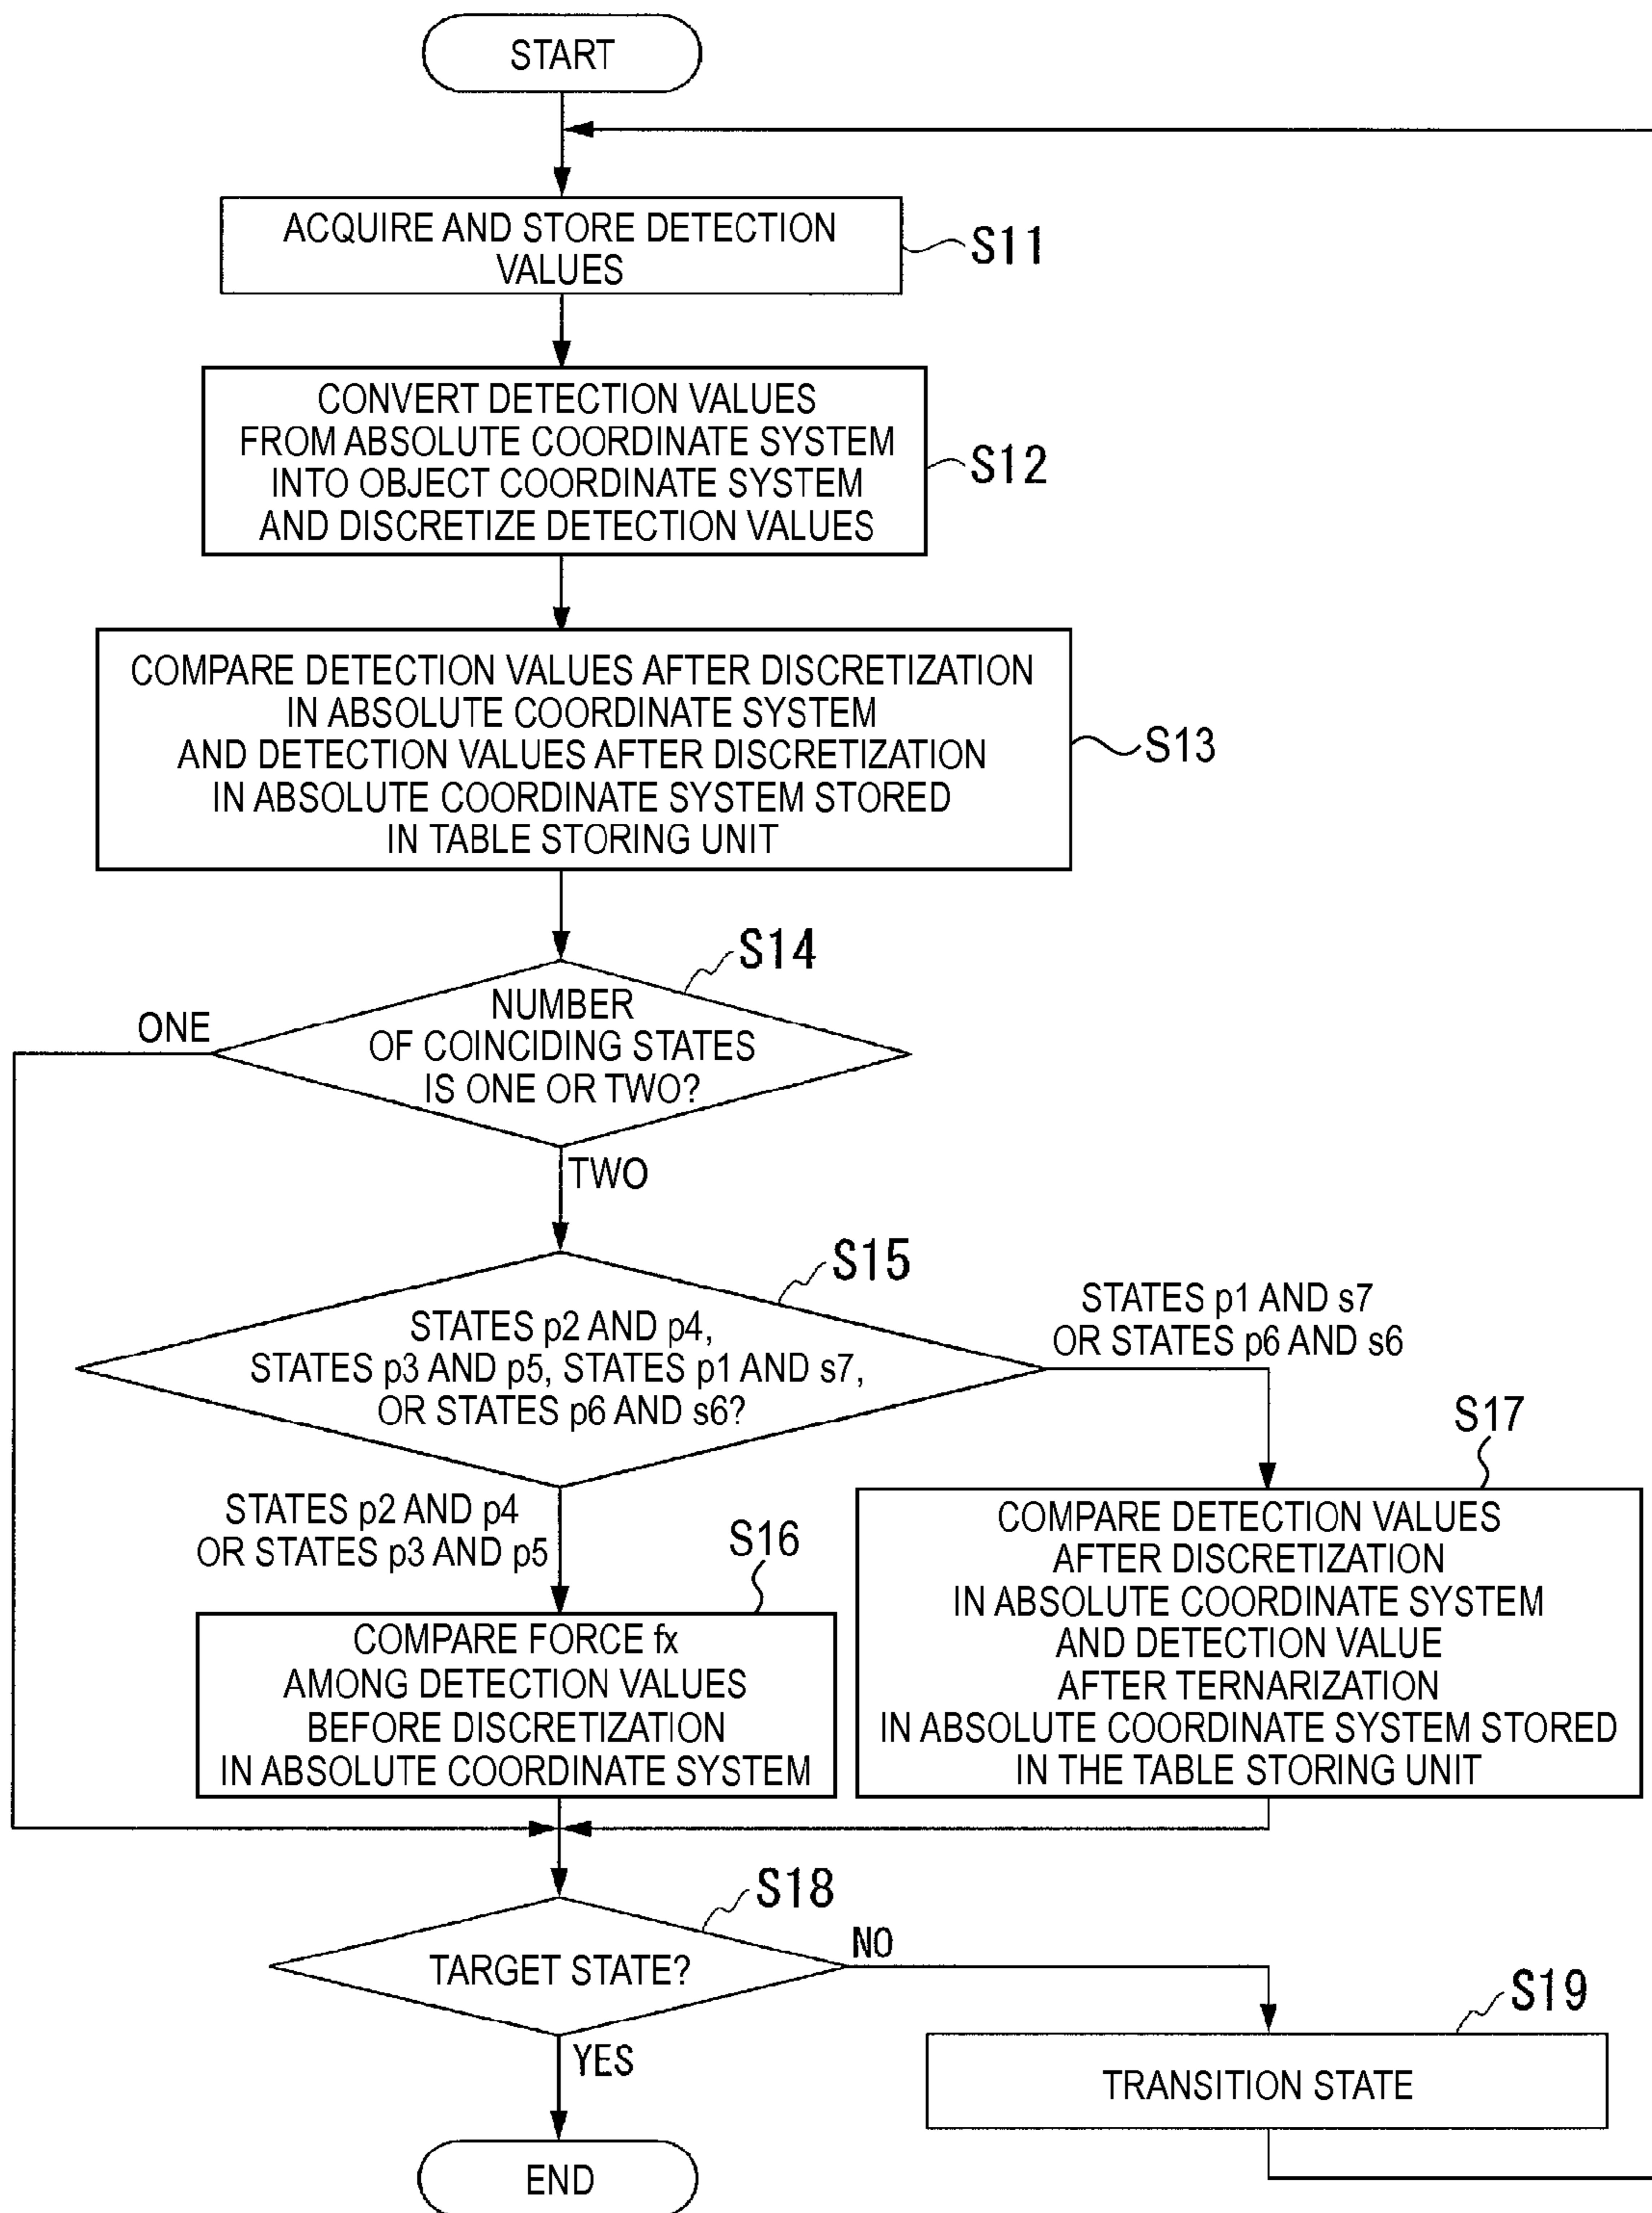 START
ACQUIRE AND STORE DETECTION
VALUES
S11
CONVERT DETECTION VALUES
FROM ABSOLUTE COORDINATE SYSTEM
INTO OBJECT COORDINATE SYSTEM
AND DISCRETIZE DETECTION VALUES
S12
COMPARE DETECTION VALUES AFTER DISCRETIZATION
IN ABSOLUTE COORDINATE SYSTEM
AND DETECTION VALUES AFTER DISCRETIZATION
IN ABSOLUTE COORDINATE SYSTEM STORED
IN TABLE STORING UNIT
S13
S14
NUMBER
OF COINCIDING STATES
IS ONE OR TWO?
ONE
TWO
S15
STATES p2 AND p4,
STATES p3 AND p5, STATES p1 AND s7,
OR STATES p6 AND s6?
STATES p1 AND s7
OR STATES p6 AND s6
STATES p2 AND p4
OR STATES p3 AND p5
S16
COMPARE FORCE fx
AMONG DETECTION VALUES
BEFORE DISCRETIZATION
IN ABSOLUTE COORDINATE SYSTEM
S17
COMPARE DETECTION VALUES
AFTER DISCRETIZATION
IN ABSOLUTE COORDINATE SYSTEM
AND DETECTION VALUE
AFTER TERNARIZATION
IN ABSOLUTE COORDINATE SYSTEM STORED
IN THE TABLE STORING UNIT
S18
TARGET STATE?
NO
YES
S19
TRANSITION STATE
END